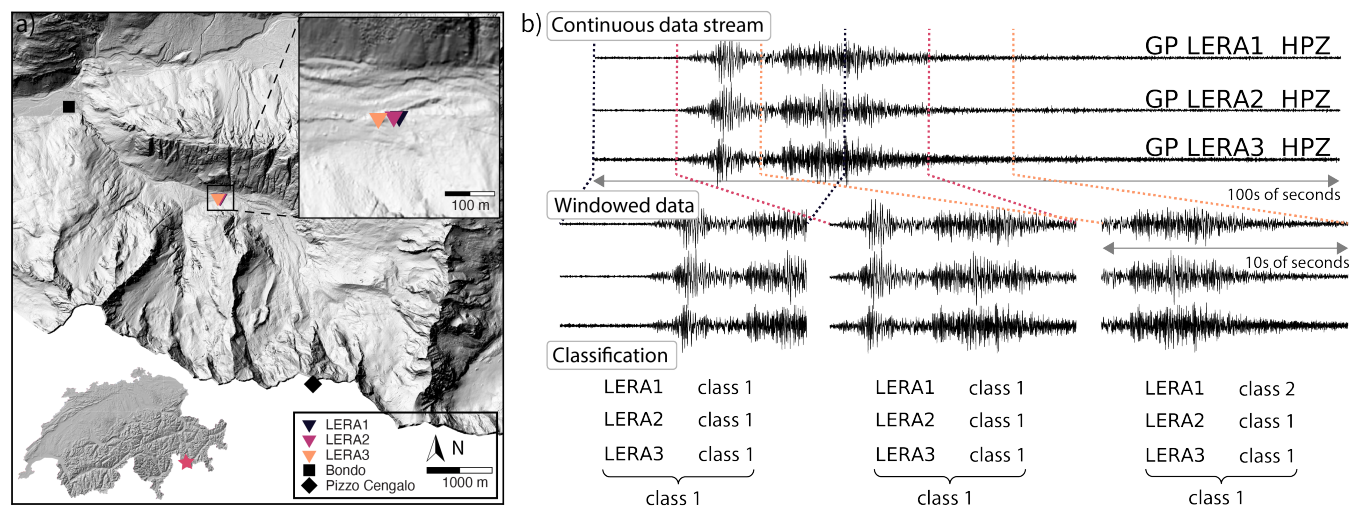 a)
100 m
LERA1
LERA2
LERA3
Bondo
Pizzo Cengalo
N
1000 m
b)
Continuous data stream
GP LERA1 HPZ
GP LERA2 HPZ
GP LERA3 HPZ
100s of seconds
Windowed data
10s of seconds
Classification
LERA1 class 1 LERA1 class 1 LERA1 class 2
LERA2 class 1 LERA2 class 1 LERA2 class 1
LERA3 class 1 LERA3 class 1 LERA3 class 1
class 1 class 1 class 1